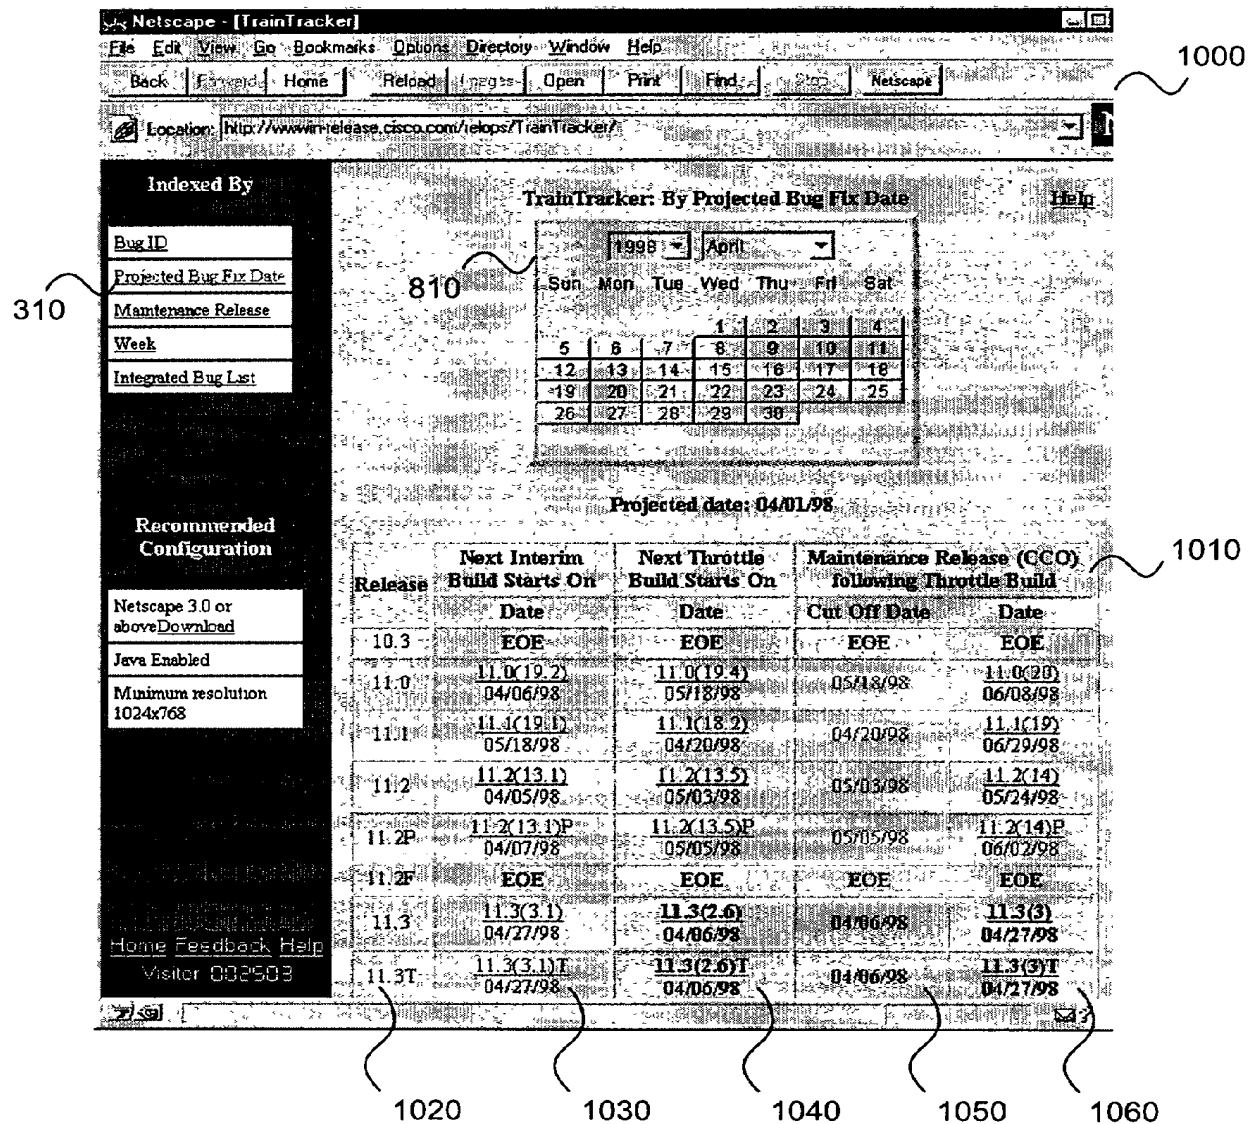 Netscape - [TrainTracker]
File Edit View Go Bookmarks Options Directory Window Help
1000
Back Forward Home Reload Images Open Print Find Stop Netscape
Location: http://wwwin-release.cisco.com/relops/TrainTracker/
Indexed By
TrainTracker: By Projected Bug Fix Date Help
Bug ID
1998 April
Projected Bug Fix Date
310
810
Sun Mon Tue Wed Thu Fri Sat
Maintenance Release
1 2 3 4
Week
5 6 7 8 9 10 11
12 13 14 15 16 17 18
Integrated Bug List
19 20 21 22 23 24 25
26 27 28 29 30
Projected date: 04/01/98
Recommended
Configuration
1010
Release
Next Interim
Build Starts On
Next Throttle
Build Starts On
Maintenance Release (CCO)
following Throttle Build
Date Date Cut Off Date Date
Netscape 3.0 or
aboveDownload
Java Enabled
Minimum resolution
1024x768
10.3 EOE EOE EOE EOE
11.0 11.0(19.2) 11.0(19.4) 05/18/98 11.0(20)
04/06/98 05/18/98 06/08/98
11.1 11.1(19.1) 11.1(18.2) 04/20/98 11.1(19)
05/18/98 04/20/98 06/29/98
11.2 11.2(13.1) 11.2(13.5) 05/03/98 11.2(14)
04/05/98 05/03/98 05/24/98
11.2P 11.2(13.1)P 11.2(13.5)P 05/05/98 11.2(14)P
04/07/98 05/05/98 06/02/98
11.2F EOE EOE EOE EOE
11.3 11.3(3.1) 11.3(2.6) 04/06/98 11.3(3)
04/27/98 04/06/98 04/27/98
11.3T 11.3(3.1)T 11.3(2.6)T 04/06/98 11.3(3)T
04/27/98 04/06/98 04/27/98
Home Feedback Help
Visitor 002503
1020 1030 1040 1050 1060